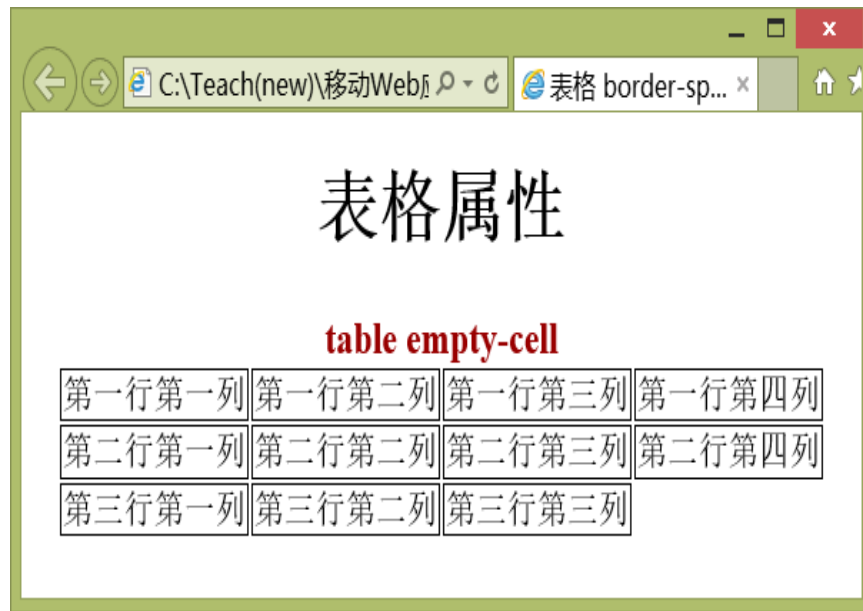 C:\Teach(new)\移动Web 表格 border-sp...
表格属性
table empty-cell
第一行第一列 第一行第二列 第一行第三列 第一行第四列
第二行第一列 第二行第二列 第二行第三列 第二行第四列
第三行第一列 第三行第二列 第三行第三列